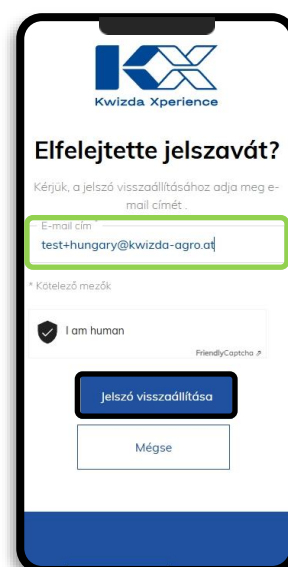 KX
Kwizda Xperience
Elfelejtette jelszavát?
Kérjük, a jelszó visszaállításához adja meg e-
mail címét .
E-mail cím *
test+hungary@kwizda-agro.at
* Kötelező mezők
I am human
FriendlyCaptcha ⇗
Jelszó visszaállítása
Mégse